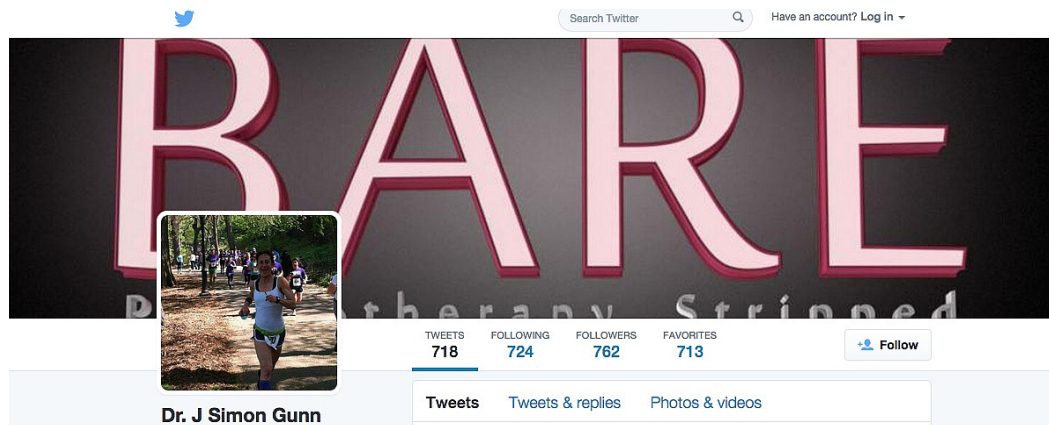 Search Twitter
Have an account? Log in
BARE
Stripped
TWEETS FOLLOWING FOLLOWERS FAVORITES
718 724 762 713
Follow
Tweets Tweets & replies Photos & videos
Dr. J Simon Gunn